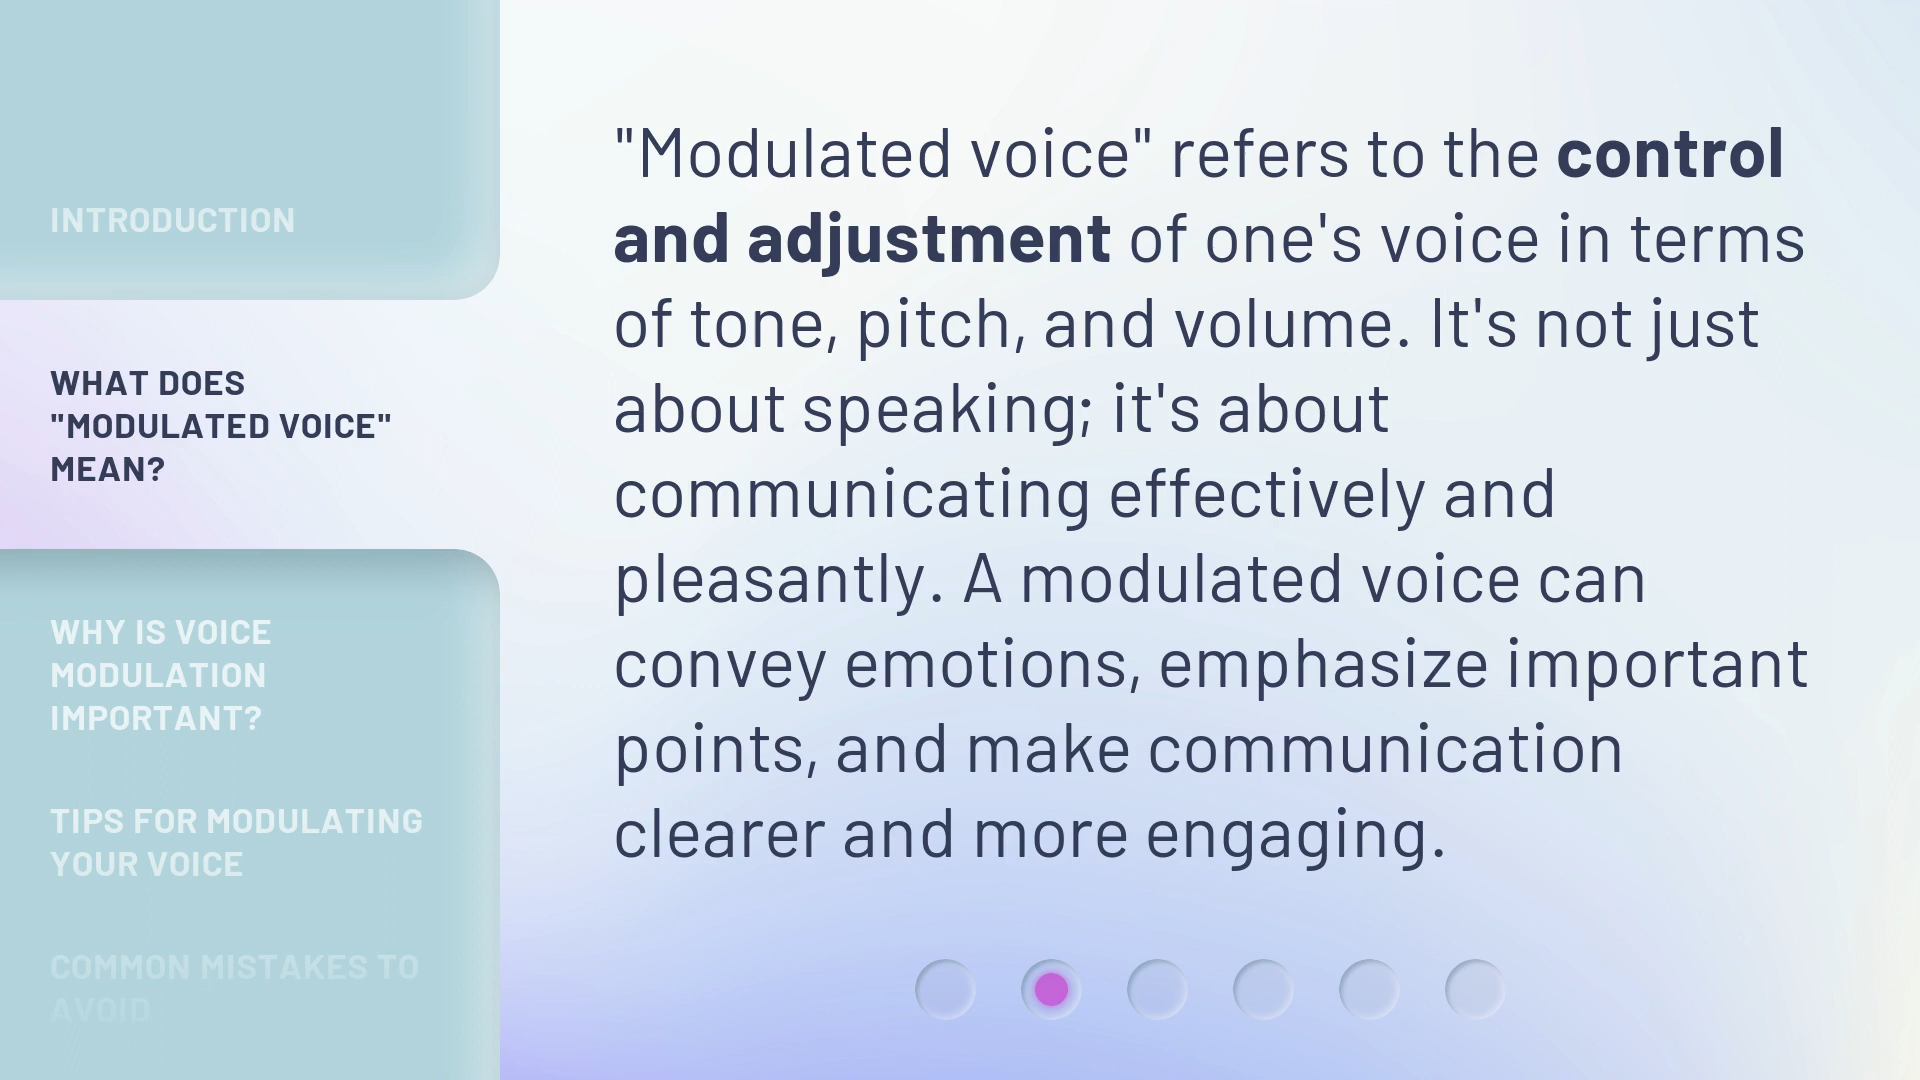 INTRODUCTION
WHAT DOES
"MODULATED VOICE"
MEAN?
WHY IS VOICE
MODULATION
IMPORTANT?
TIPS FOR MODULATING
YOUR VOICE
COMMON MISTAKES TO
AVOID
"Modulated voice" refers to the control
and adjustment of one's voice in terms
of tone, pitch, and volume. It's not just
about speaking; it's about
communicating effectively and
pleasantly. A modulated voice can
convey emotions, emphasize important
points, and make communication
clearer and more engaging.